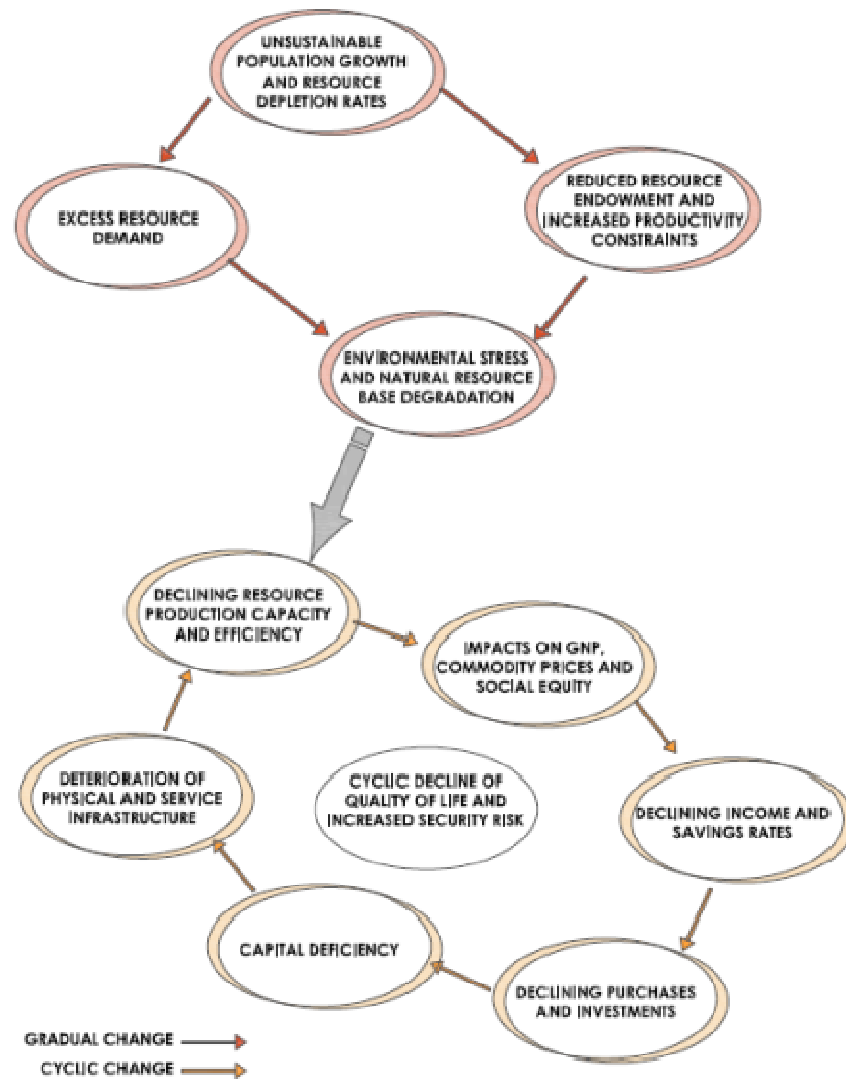 UNSUSTAINABLE
POPULATION GROWTH
AND RESOURCE
DEPLETION RATES
EXCESS RESOURCE
DEMAND
REDUCED RESOURCE
ENDOWMENT AND
INCREASED PRODUCTIVITY
CONSTRAINTS
ENVIRONMENTAL STRESS
AND NATURAL RESOURCE
BASE DEGRADATION
DECLINING RESOURCE
PRODUCTION CAPACITY
AND EFFICIENCY
IMPACTS ON GNP,
COMMODITY PRICES AND
SOCIAL EQUITY
DETERIORATION OF
PHYSICAL AND SERVICE
INFRASTRUCTURE
CYCLIC DECLINE OF
QUALITY OF LIFE AND
INCREASED SECURITY RISK
DECLINING INCOME AND
SAVINGS RATES
CAPITAL DEFICIENCY
DECLINING PURCHASES
AND INVESTMENTS
GRADUAL CHANGE
CYCLIC CHANGE